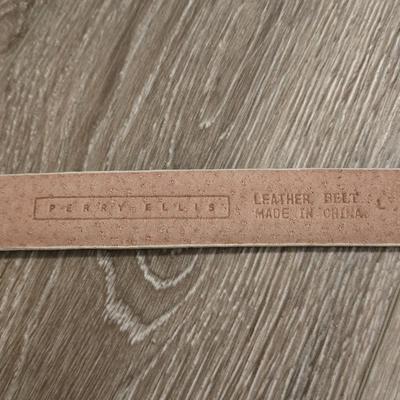 PERRY ELLIS
LEATHER BELT
MADE IN CHINA L